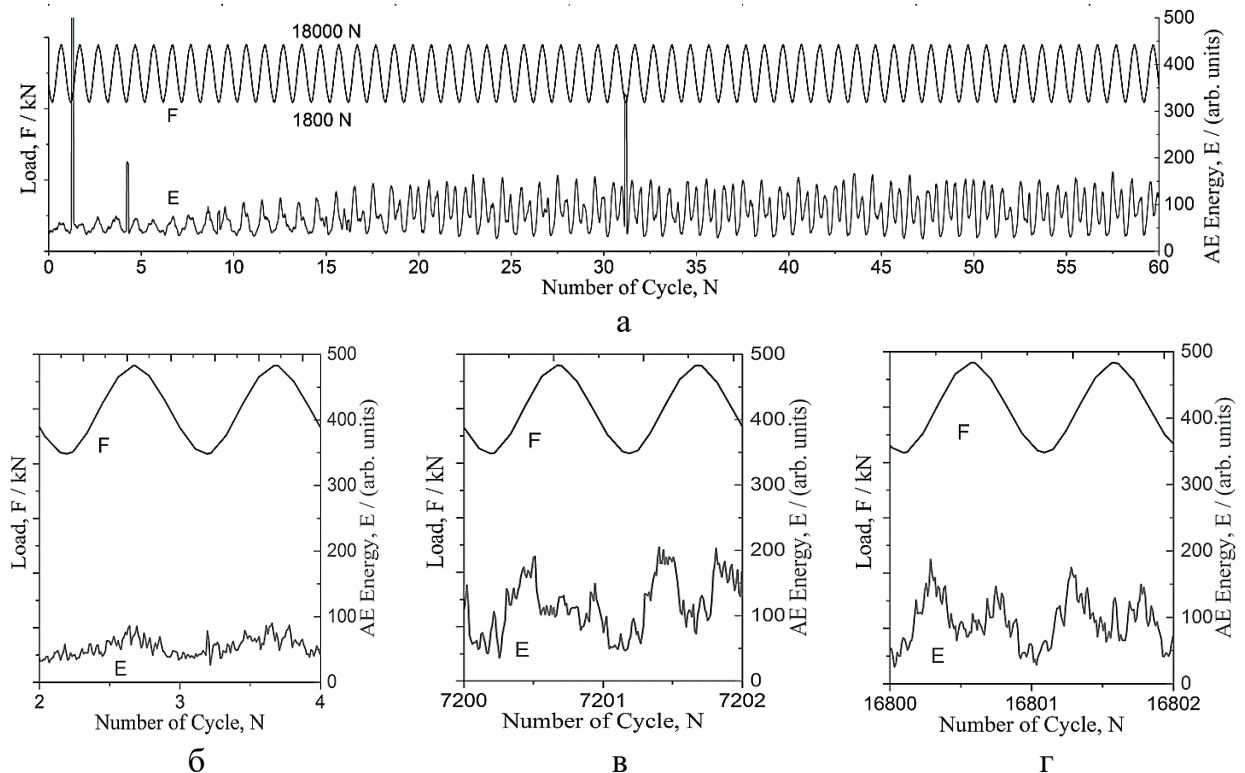 18000 N
1800 N
F
E
Load, F / kN
500
400
300
200
100
0
AE Energy, E / (arb. units)
0 5 10 15 20 25 30 35 40 45 50 55 60
Number of Cycle, N
а
F
E
Load, F / kN
500
400
300
200
100
0
AE Energy, E / (arb. units)
2 3 4
Number of Cycle, N
б
F
E
Load, F / kN
500
400
300
200
100
0
AE Energy, E / (arb. units)
7200 7201 7202
Number of Cycle, N
в
F
E
Load, F / kN
500
400
300
200
100
0
AE Energy, E / (arb. units)
16800 16801 16802
Number of Cycle, N
г